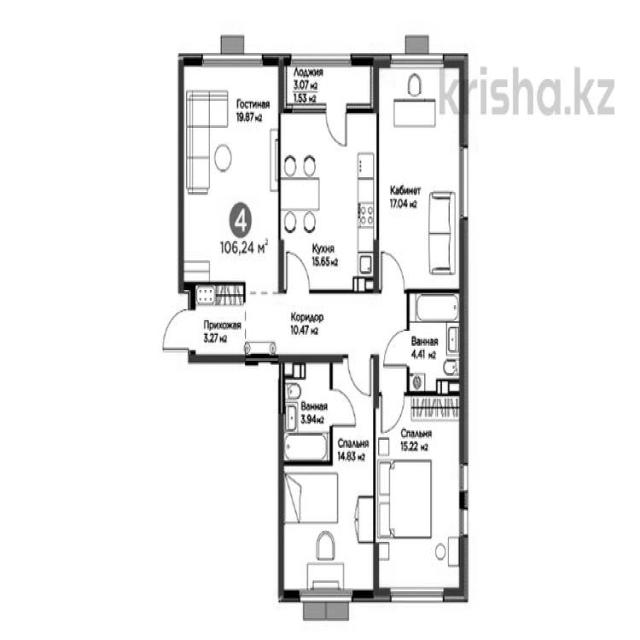 Лоджия
3.07 м2
1.53 м2
krisha.kz
Гостиная
19.87 м2
Кабинет
17.04 м2
4
106,24 м²
Кухня
15.65 м2
Прихожая
3.27 м2
Коридор
10.47 м2
Ванная
4.41 м2
Ванная
3.94 м2
Спальня
14.83 м2
Спальня
15.22 м2